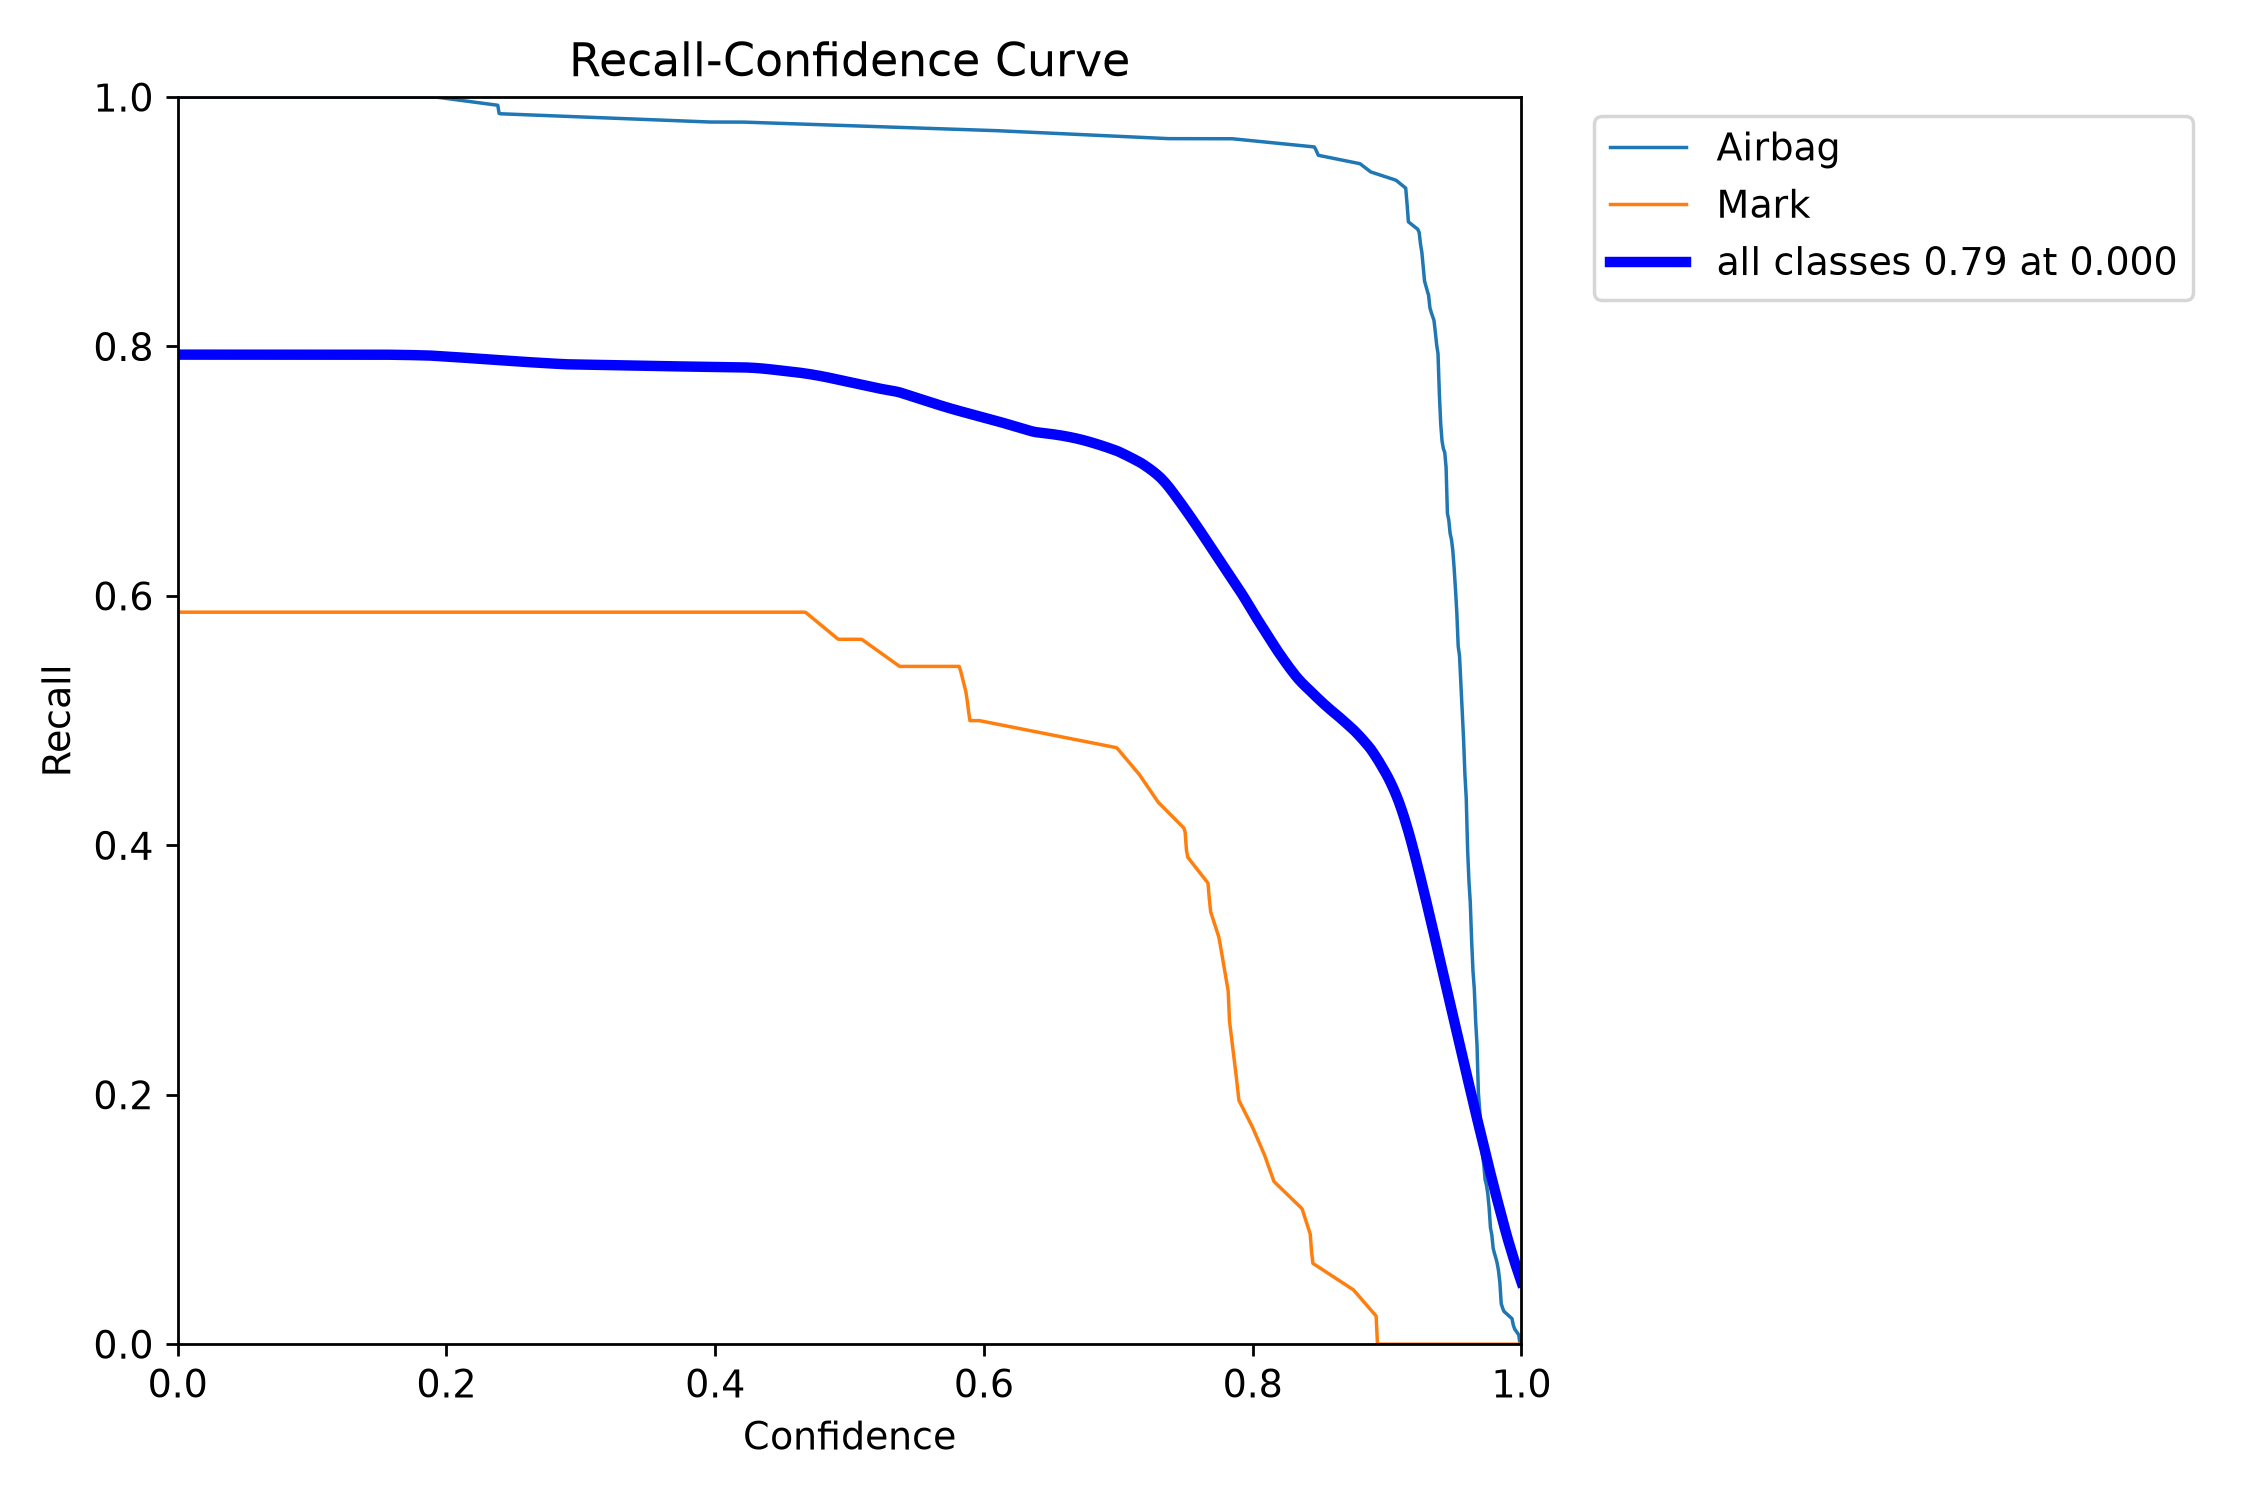 Recall-Confidence Curve
1.0
0.8
0.6
0.4
0.2
0.0
Recall
0.0 0.2 0.4 0.6 0.8 1.0
Confidence
Airbag
Mark
all classes 0.79 at 0.000